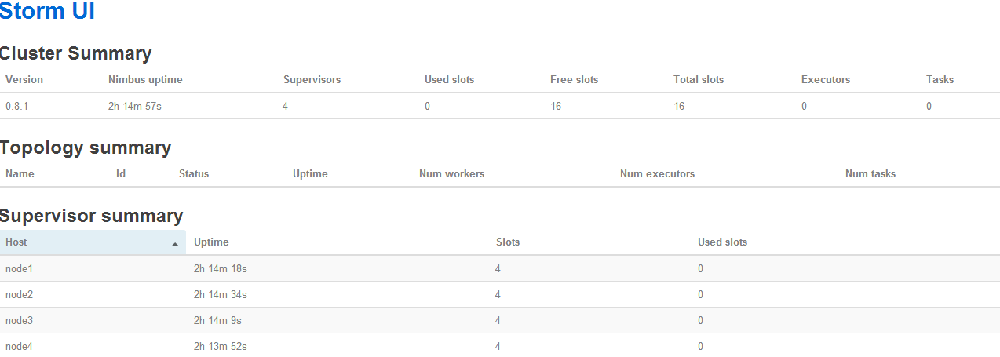 Storm UI
Cluster Summary
Version Nimbus uptime Supervisors Used slots Free slots Total slots Executors Tasks
0.8.1 2h 14m 57s 4 0 16 16 0 0
Topology summary
Name Id Status Uptime Num workers Num executors Num tasks
Supervisor summary
Host Uptime Slots Used slots
node1 2h 14m 18s 4 0
node2 2h 14m 34s 4 0
node3 2h 14m 9s 4 0
node4 2h 13m 52s 4 0